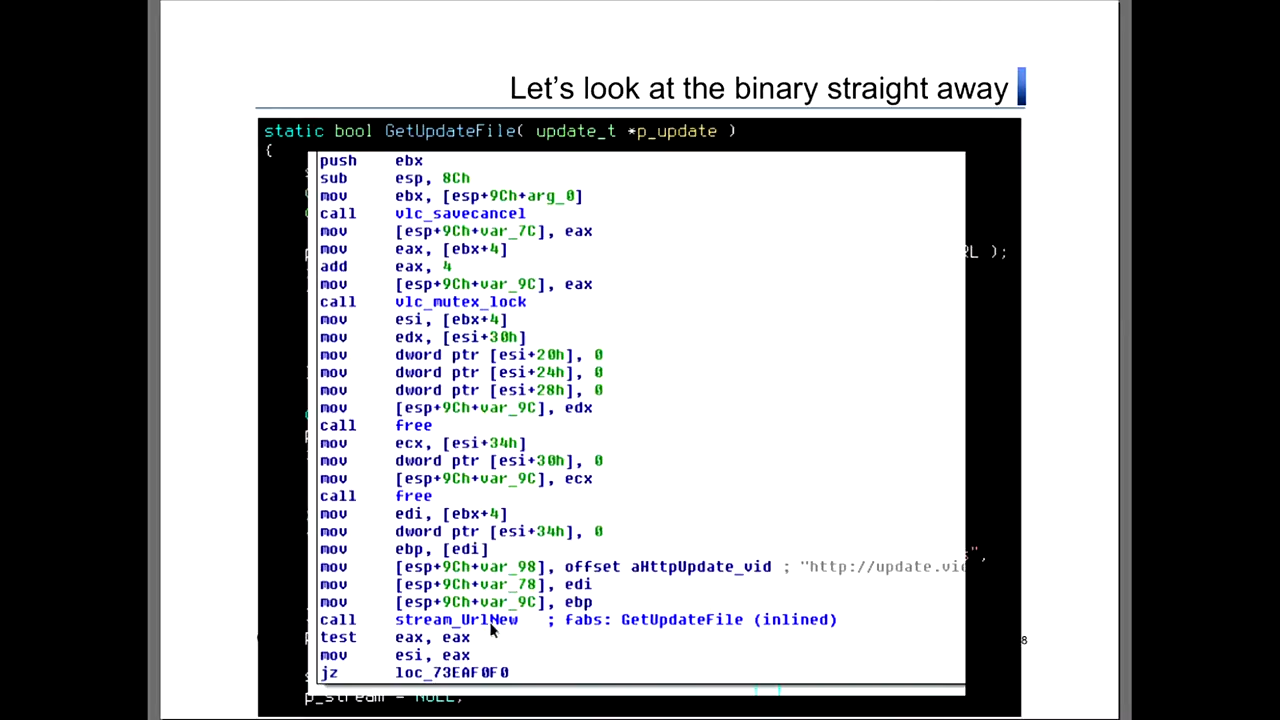 Let's look at the binary straight away
static bool GetUpdateFile( update_t *p_update )
{
push ebx
sub esp, 8Ch
mov ebx, [esp+9Ch+arg_0]
call vlc_savecancel
mov [esp+9Ch+var_7C], eax
mov eax, [ebx+4]
RL );
add eax, 4
mov [esp+9Ch+var_9C], eax
call vlc_mutex_lock
mov esi, [ebx+4]
mov edx, [esi+30h]
mov dword ptr [esi+20h], 0
mov dword ptr [esi+24h], 0
mov dword ptr [esi+28h], 0
mov [esp+9Ch+var_9C], edx
call free
mov ecx, [esi+34h]
mov dword ptr [esi+30h], 0
mov [esp+9Ch+var_9C], ecx
call free
mov edi, [ebx+4]
mov dword ptr [esi+34h], 0
mov ebp, [edi]
mov [esp+9Ch+var_98], offset aHttpUpdate_vid ; "http://update.vid
mov [esp+9Ch+var_78], edi
mov [esp+9Ch+var_9C], ebp
call stream_UrlNew ; fabs: GetUpdateFile (inlined)
test eax, eax
8
mov esi, eax
jz loc_73EAF0F0
p_stream = NULL;